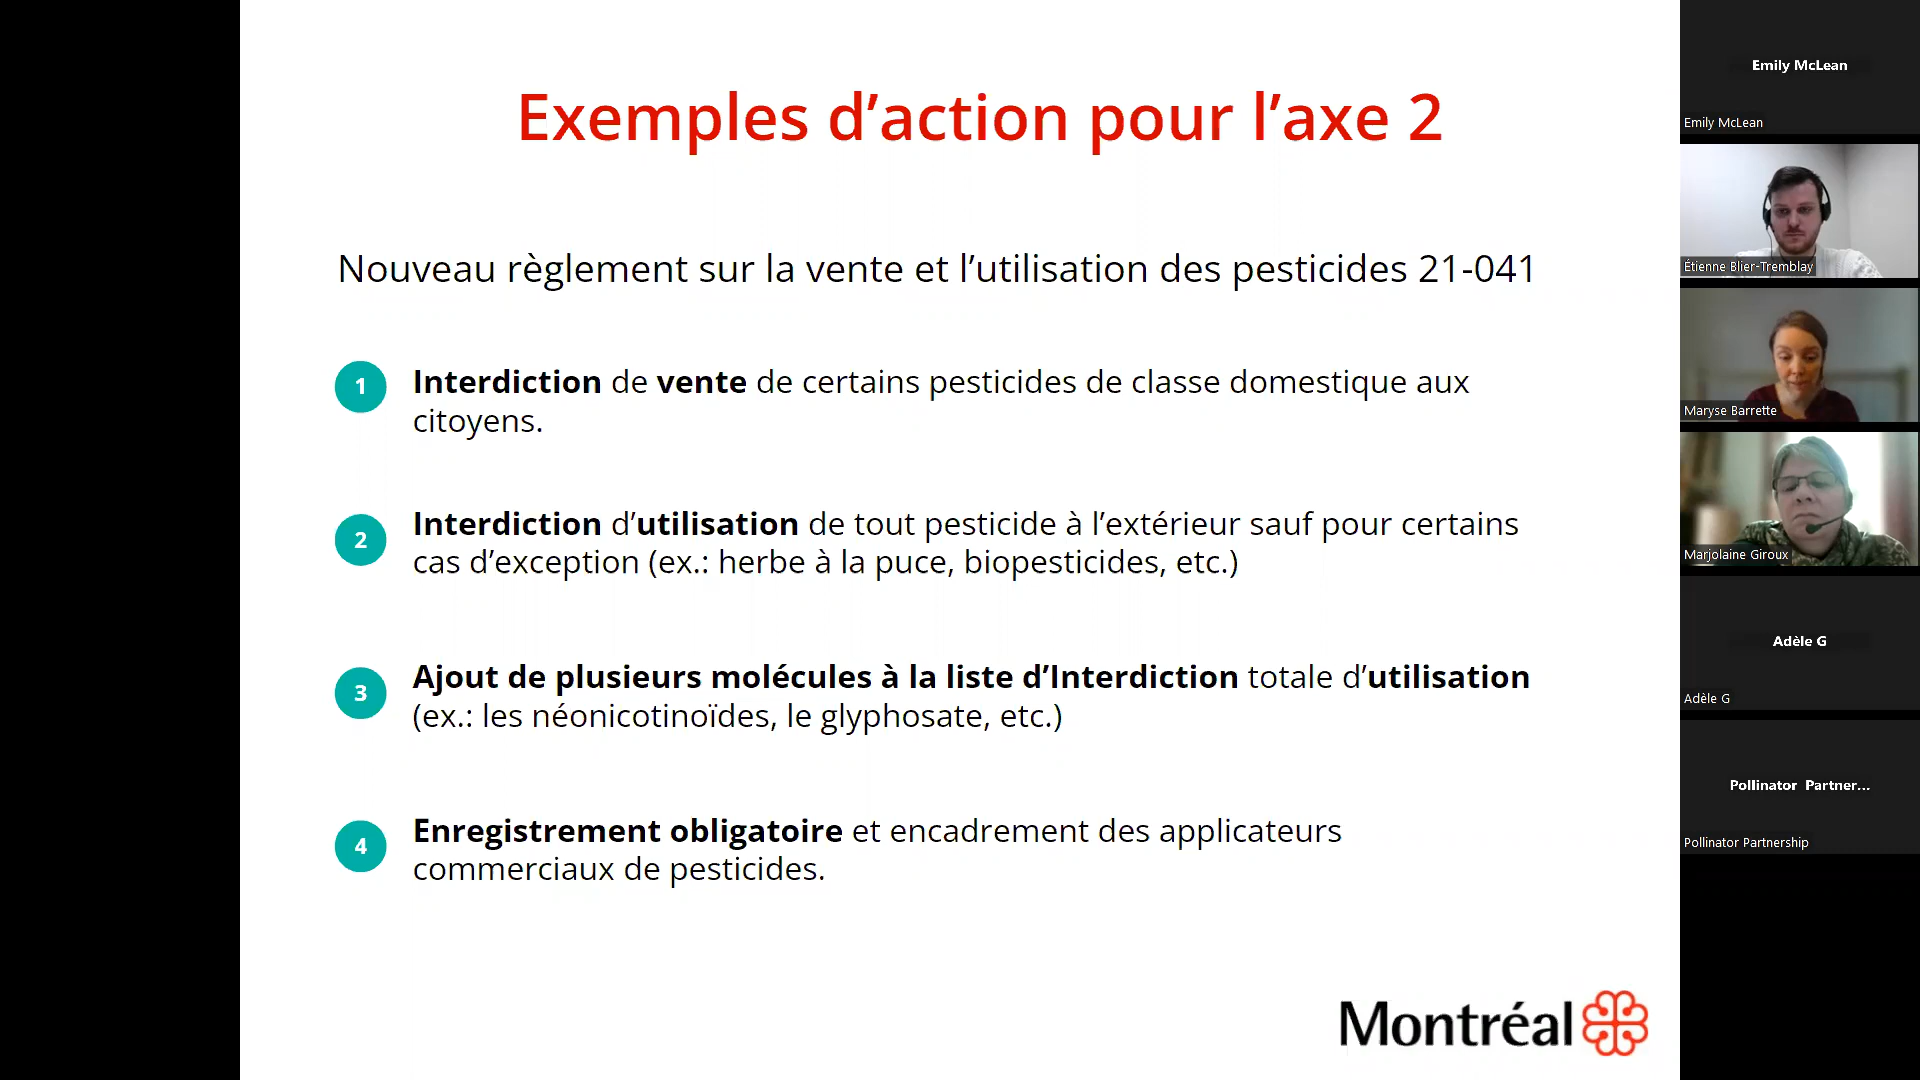 Exemples d’action pour l’axe 2
Nouveau règlement sur la vente et l’utilisation des pesticides 21-041
1
Interdiction de vente de certains pesticides de classe domestique aux
citoyens.
2
Interdiction d’utilisation de tout pesticide à l’extérieur sauf pour certains
cas d’exception (ex.: herbe à la puce, biopesticides, etc.)
3
Ajout de plusieurs molécules à la liste d’Interdiction totale d’utilisation
(ex.: les néonicotinoïdes, le glyphosate, etc.)
4
Enregistrement obligatoire et encadrement des applicateurs
commerciaux de pesticides.
Montréal
Emily McLean
Emily McLean
Étienne Blier-Tremblay
Maryse Barrette
Marjolaine Giroux
Adèle G
Adèle G
Pollinator Partner...
Pollinator Partnership